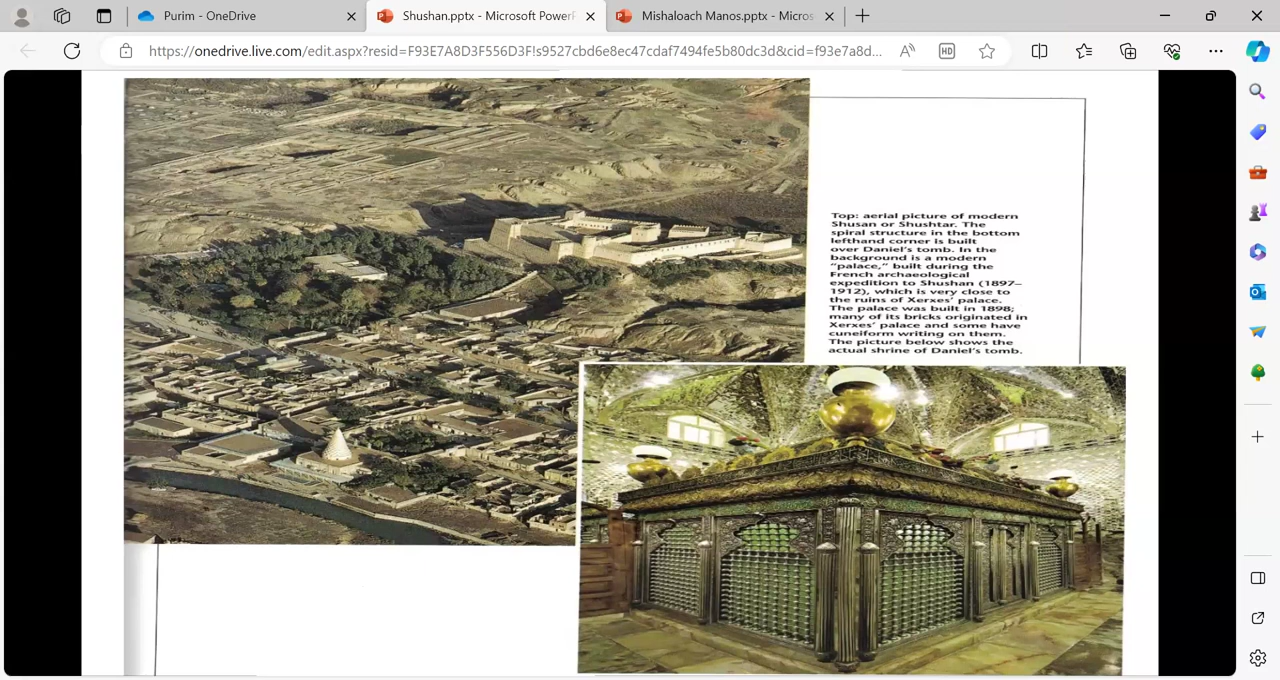 Purim - OneDrive
Shushan.pptx - Microsoft PowerP
Mishaloach Manos.pptx - Micros
https://onedrive.live.com/edit.aspx?resid=F93E7A8D3F556D3F!s9527cbd6e8ec47cdaf7494fe5b80dc3d&cid=f93e7a8d...
HD
Top: aerial picture of modern
Shusan or Shushtar. The
spiral structure in the bottom
lefthand corner is built
over Daniel's tomb. In the
background is a modern
"palace," built during the
French archaeological
expedition to Shushan (1897–
1912), which is very close to
the ruins of Xerxes' palace.
The palace was built in 1898;
many of its bricks originated in
Xerxes' palace and some have
cuneiform writing on them.
The picture below shows the
actual shrine of Daniel's tomb.